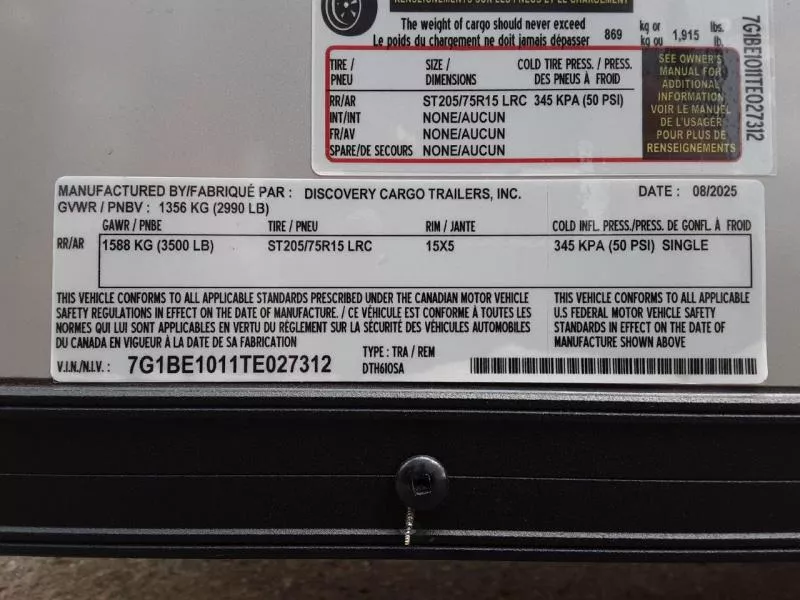 RENSEIGNEMENTS SUR LES PNEUS ET LE CHARGEMENT
The weight of cargo should never exceed
Le poids du chargement ne doit jamais dépasser
869
kg or
kg ou
1,915
lbs.
lb.
TIRE /
PNEU
SIZE /
DIMENSIONS
COLD TIRE PRESS. / PRESS.
DES PNEUS À FROID
RR/AR ST205/75R15 LRC 345 KPA (50 PSI)
INT/INT NONE/AUCUN
FR/AV NONE/AUCUN
SPARE/DE SECOURS NONE/AUCUN
SEE OWNER'S
MANUAL FOR
ADDITIONAL
INFORMATION
VOIR LE MANUEL
DE L'USAGER
POUR PLUS DE
RENSEIGNEMENTS
7G1BE1011TE027312
MANUFACTURED BY/FABRIQUÉ PAR : DISCOVERY CARGO TRAILERS, INC. DATE : 08/2025
GVWR / PNBV : 1356 KG (2990 LB)
GAWR / PNBE TIRE / PNEU RIM / JANTE COLD INFL. PRESS./PRESS. DE GONFL. À FROID
RR/AR 1588 KG (3500 LB) ST205/75R15 LRC 15X5 345 KPA (50 PSI) SINGLE
THIS VEHICLE CONFORMS TO ALL APPLICABLE STANDARDS PRESCRIBED UNDER THE CANADIAN MOTOR VEHICLE
SAFETY REGULATIONS IN EFFECT ON THE DATE OF MANUFACTURE. / CE VÉHICULE EST CONFORME À TOUTES LES
NORMES QUI LUI SONT APPLICABLES EN VERTU DU RÈGLEMENT SUR LA SÉCURITÉ DES VÉHICULES AUTOMOBILES
DU CANADA EN VIGUEUR À LA DATE DE SA FABRICATION
THIS VEHICLE CONFORMS TO ALL APPLICABLE
U.S FEDERAL MOTOR VEHICLE SAFETY
STANDARDS IN EFFECT ON THE DATE OF
MANUFACTURE SHOWN ABOVE
V.I.N./N.I.V. : 7G1BE1011TE027312
TYPE : TRA / REM
DTH610SA